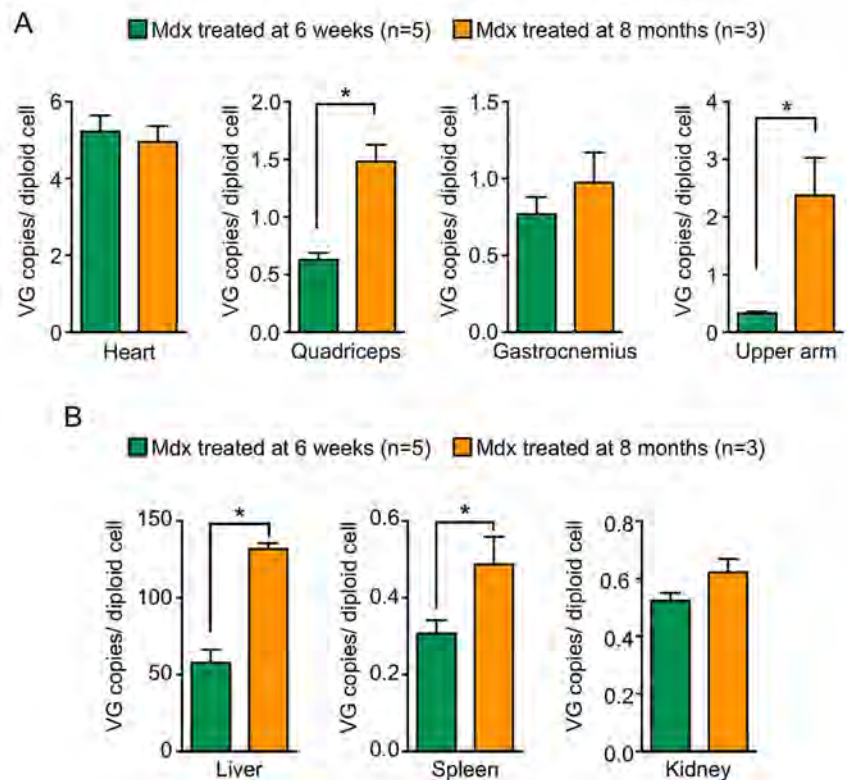 A
Mdx treated at 6 weeks (n=5) Mdx treated at 8 months (n=3)
VG copies/ diploid cell
6
4
2
0
Heart
VG copies/ diploid cell
2.0
1.5
1.0
0.5
0.0
*
Quadriceps
VG copies/ diploid cell
1.5
1.0
0.5
0.0
Gastrocnemius
VG copies/ diploid cell
4
3
2
1
0
*
Upper arm
B
Mdx treated at 6 weeks (n=5) Mdx treated at 8 months (n=3)
VG copies/ diploid cell
150
100
50
0
*
Liver
VG copies/ diploid cell
0.6
0.4
0.2
0.0
*
Spleen
VG copies/ diploid cell
0.8
0.6
0.4
0.2
0.0
Kidney